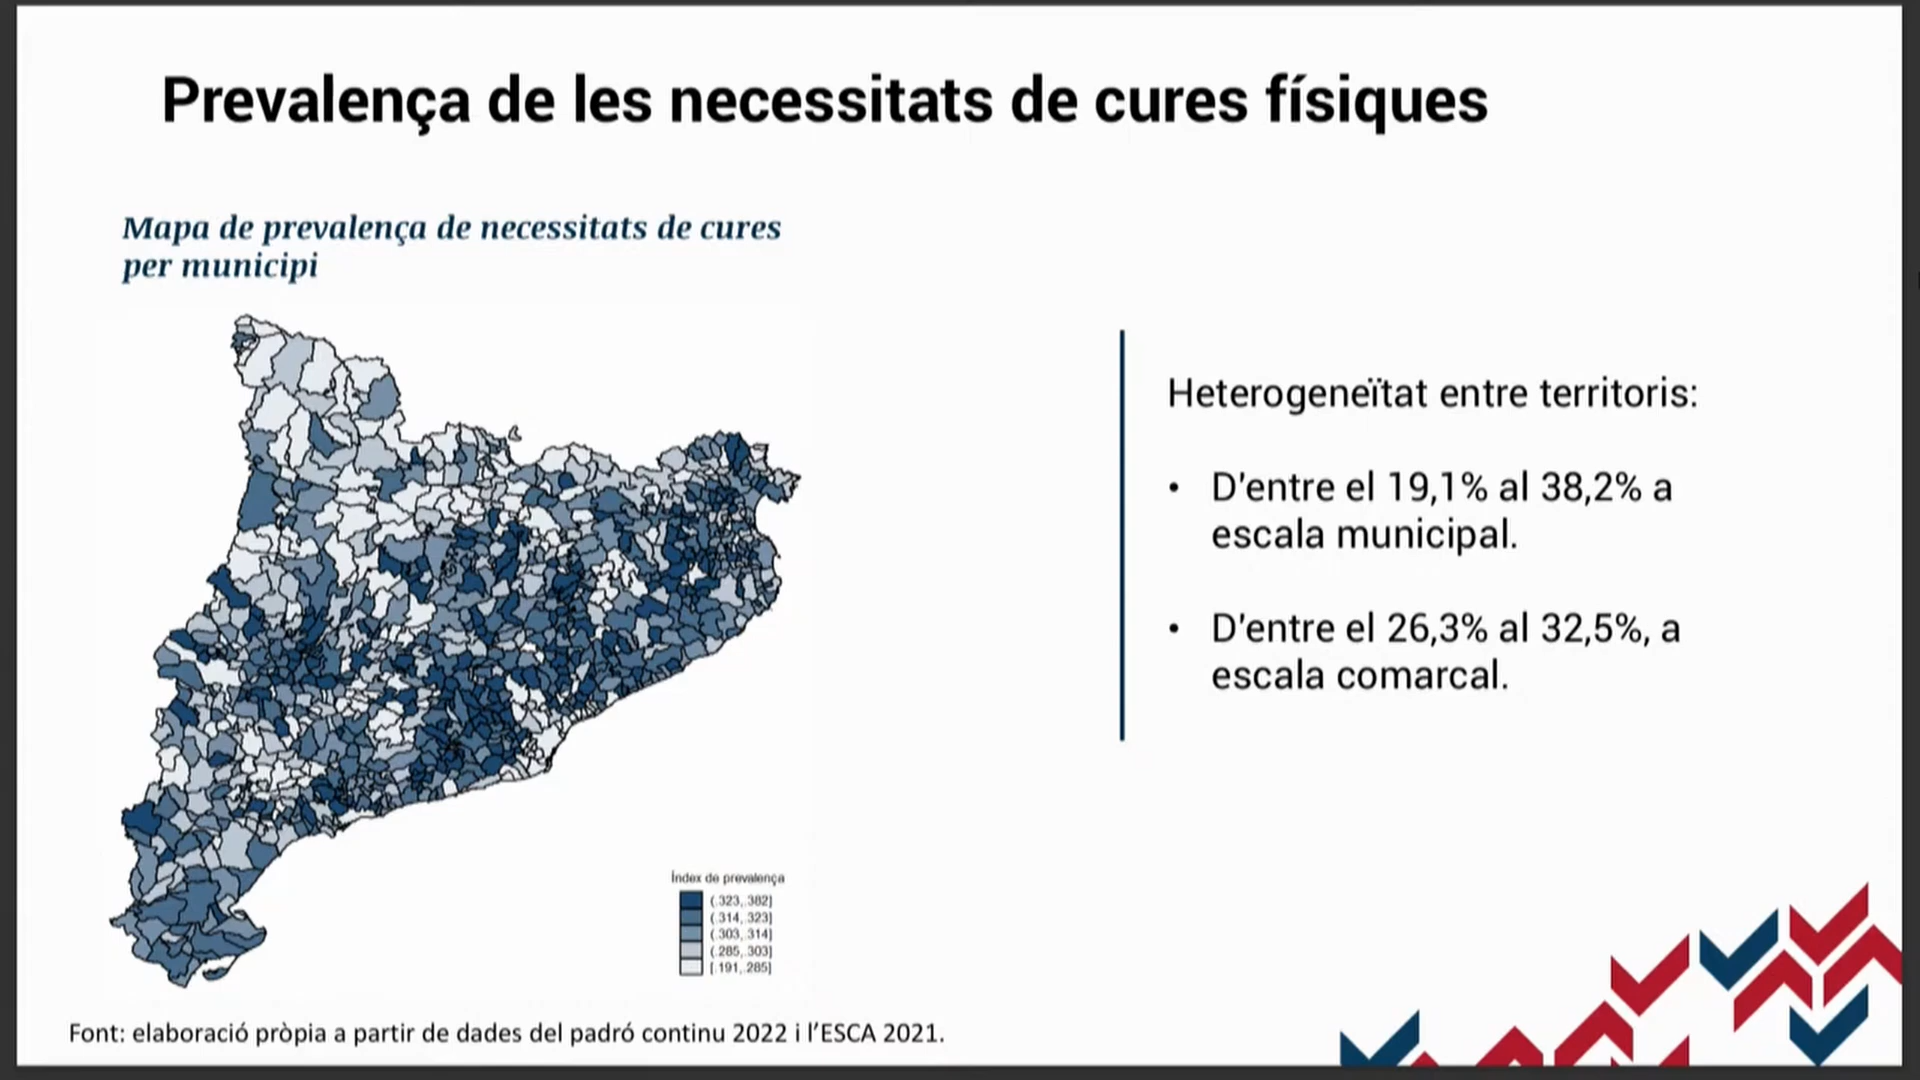 Prevalença de les necessitats de cures físiques
Mapa de prevalença de necessitats de cures
per municipi
Heterogeneïtat entre territoris:
• D'entre el 19,1% al 38,2% a
escala municipal.
• D'entre el 26,3% al 32,5%, a
escala comarcal.
Índex de prevalença
(.323,.382]
(.314,.323]
(.303,.314]
(.285,.303]
[.191,.285]
Font: elaboració pròpia a partir de dades del padró continu 2022 i l'ESCA 2021.